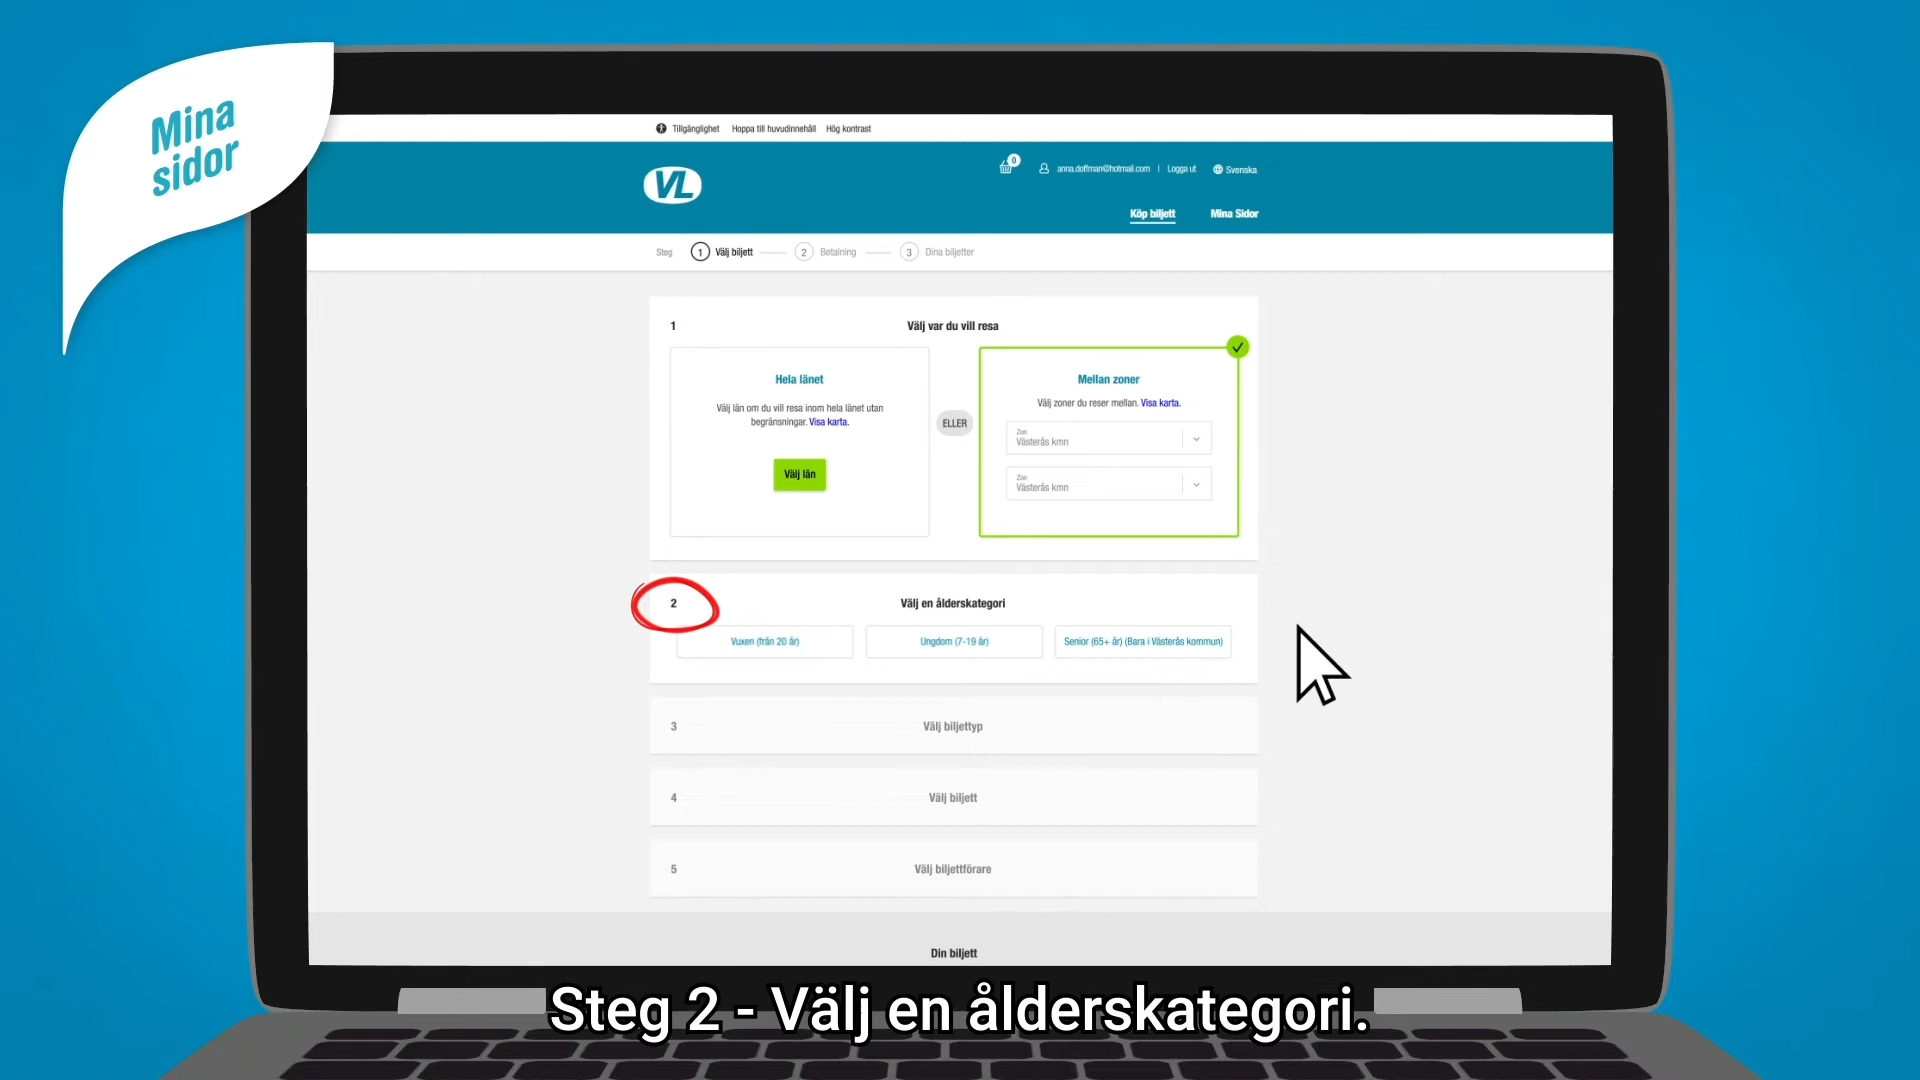 Mina
sidor
Tillgänglighet Hoppa till huvudinnehåll Hög kontrast
VL
0
anna.doffman@hotmail.com | Logga ut Svenska
Köp biljett Mina Sidor
Steg 1 Välj biljett 2 Betalning 3 Dina biljetter
1 Välj var du vill resa
Hela länet
Välj län om du vill resa inom hela länet utan
begränsningar. Visa karta.
Välj län
ELLER
Mellan zoner
Välj zoner du reser mellan. Visa karta.
Zon
Västerås kmn
Zon
Västerås kmn
2 Välj en ålderskategori
Vuxen (från 20 år) Ungdom (7-19 år) Senior (65+ år) (Bara i Västerås kommun)
3 Välj biljettyp
4 Välj biljett
5 Välj biljettförare
Din biljett
Steg 2 - Välj en ålderskategori.